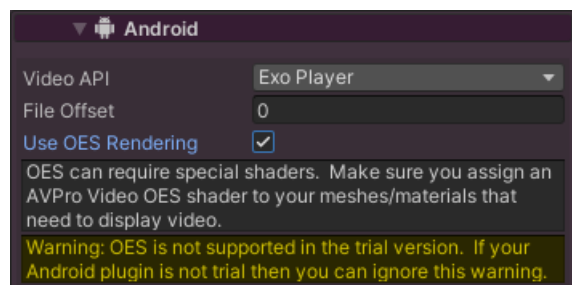 Android
Video API
Exo Player
File Offset
0
Use OES Rendering
OES can require special shaders.  Make sure you assign an
AVPro Video OES shader to your meshes/materials that
need to display video.
Warning: OES is not supported in the trial version.  If your
Android plugin is not trial then you can ignore this warning.